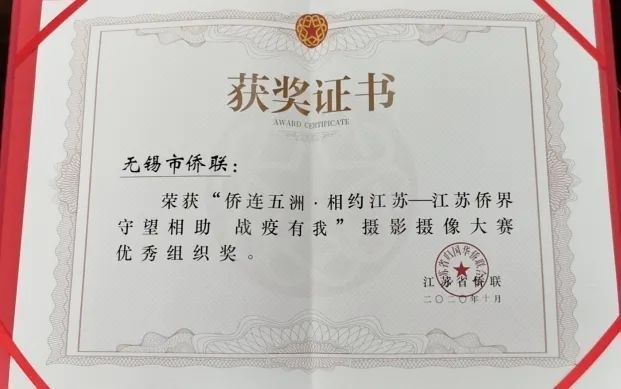 获奖证书
AWARD CERTIFICATE
无锡市侨联：
荣获“侨连五洲·相约江苏—江苏侨界
守望相助 战疫有我”摄影摄像大赛
优秀组织奖。
江苏省侨联
二〇二〇年十月